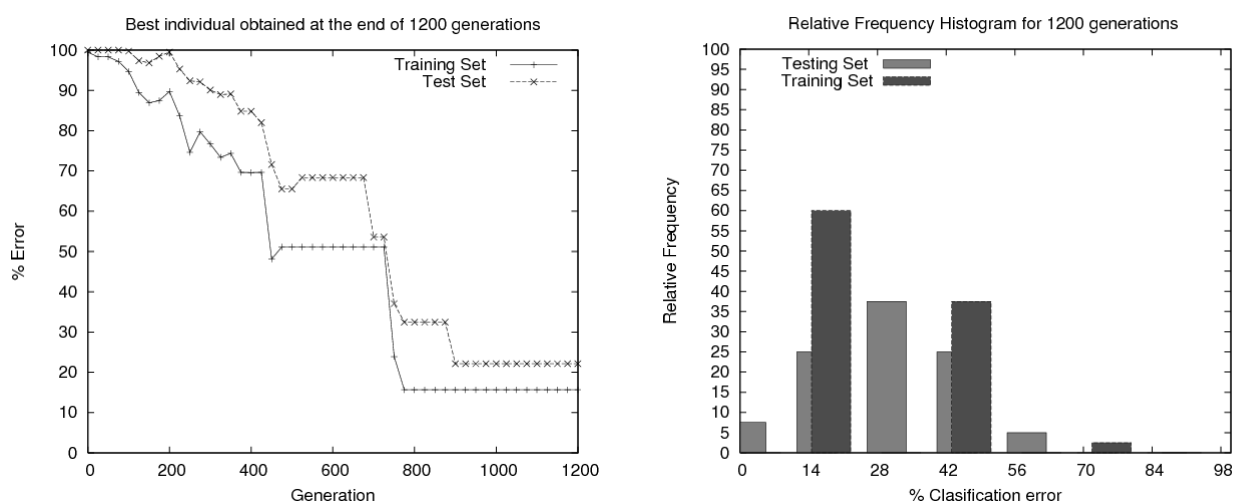 Best individual obtained at the end of 1200 generations
100
90
80
70
60
50
40
30
20
10
0
% Error
Training Set
Test Set
0 200 400 600 800 1000 1200
Generation
Relative Frequency Histogram for 1200 generations
100
95
90
85
80
75
70
65
60
55
50
45
40
35
30
25
20
15
10
5
0
Relative Frequency
Testing Set
Training Set
0 14 28 42 56 70 84 98
% Clasification error